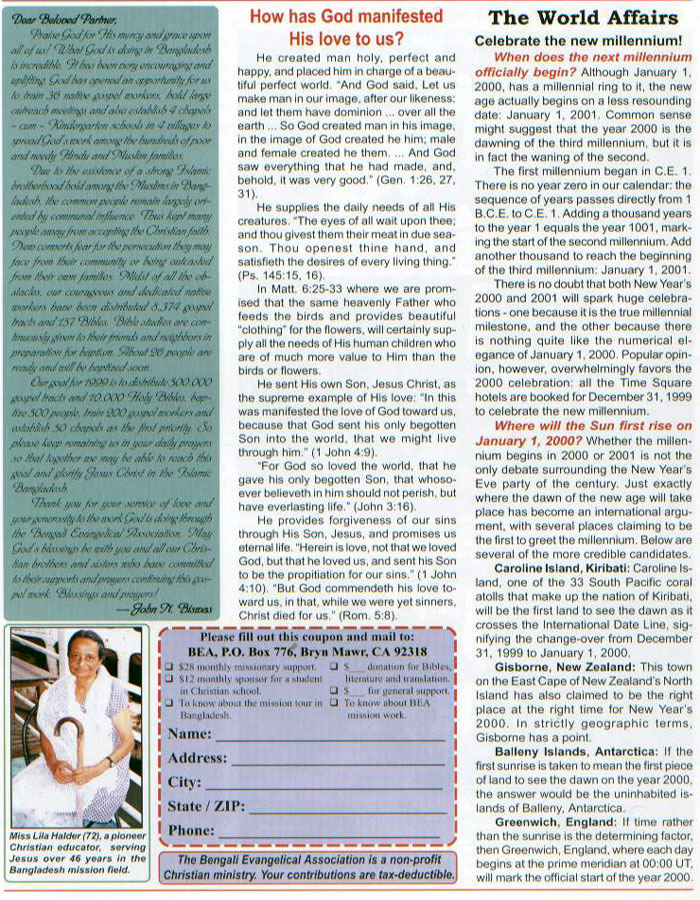 Dear Beloved Partner,
Praise God for His mercy and grace upon
all of us! What God is doing in Bangladesh
is incredible. It has been very encouraging and
uplifting. God has opened an opportunity for us
to train 36 native gospel workers, hold large
outreach meetings and also establish 4 chapels
- cum - Kindergarten schools in 4 villages to
spread God's work among the hundreds of poor
and needy Hindu and Muslim families.
Due to the existence of a strong Islamic
brotherhood hold among the Muslims in Bang-
ladesh, the common people remain largely ori-
ented by communal influence. Thus kept many
people away from accepting the Christian faith.
New converts fear for the persecution they may
face from their community or being outcasted
from their own families. Midst of all the ob-
stacles, our courageous and dedicated native
workers have been distributed 8,374 gospel
tracts and 157 Bibles. Bible studies are con-
tinuously given to their friends and neighbors in
preparation for baptism. About 26 people are
ready and will be baptized soon.
Our goal for 1999 is to distribute 500,000
gospel tracts and 10,000 Holy Bibles, bap-
tize 500 people, train 200 gospel workers and
establish 50 chapels as the first priority. So
please keep remaining us in your daily prayers
so that together we may be able to reach this
goal and glorify Jesus Christ in the Islamic
Bangladesh.
Thank you for your service of love and
your generosity to the work God is doing through
the Bengali Evangelical Association. May
God's blessings be with you and all our Chris-
tian brothers and sisters who have committed
to their supports and prayers continuing this gos-
pel work. Blessings and prayers!
— John N. Biswas
Miss Lila Halder (72), a pioneer
Christian educator, serving
Jesus over 46 years in the
Bangladesh mission field.
How has God manifested
His love to us?
He created man holy, perfect and
happy, and placed him in charge of a beau-
tiful perfect world. “And God said, Let us
make man in our image, after our likeness:
and let them have dominion ... over all the
earth ... So God created man in his image,
in the image of God created he him; male
and female created he them. ... And God
saw everything that he had made, and,
behold, it was very good.” (Gen. 1:26, 27,
31).
He supplies the daily needs of all His
creatures. “The eyes of all wait upon thee;
and thou givest them their meat in due sea-
son. Thou openest thine hand, and
satisfieth the desires of every living thing.”
(Ps. 145:15, 16).
In Matt. 6:25-33 where we are prom-
ised that the same heavenly Father who
feeds the birds and provides beautiful
“clothing” for the flowers, will certainly sup-
ply all the needs of His human children who
are of much more value to Him than the
birds or flowers.
He sent His own Son, Jesus Christ, as
the supreme example of His love: “In this
was manifested the love of God toward us,
because that God sent his only begotten
Son into the world, that we might live
through him.” (1 John 4:9).
“For God so loved the world, that he
gave his only begotten Son, that whoso-
ever believeth in him should not perish, but
have everlasting life.” (John 3:16).
He provides forgiveness of our sins
through His Son, Jesus, and promises us
eternal life. “Herein is love, not that we loved
God, but that he loved us, and sent his Son
to be the propitiation for our sins.” (1 John
4:10). “But God commendeth his love to-
ward us, in that, while we were yet sinners,
Christ died for us.” (Rom. 5:8).
Please fill out this coupon and mail to:
BEA, P.O. Box 776, Bryn Mawr, CA 92318
❑ $28 monthly missionary support.
❑ $12 monthly sponsor for a student
in Christian school.
❑ To know about the mission tour in
Bangladesh.
❑ $___ donation for Bibles,
literature and translation.
❑ $___ for general support.
❑ To know about BEA
mission work.
Name:
Address:
City:
State / ZIP:
Phone:
The Bengali Evangelical Association is a non-profit
Christian ministry. Your contributions are tax-deductible.
The World Affairs
Celebrate the new millennium!
When does the next millennium
officially begin? Although January 1,
2000, has a millennial ring to it, the new
age actually begins on a less resounding
date: January 1, 2001. Common sense
might suggest that the year 2000 is the
dawning of the third millennium, but it is
in fact the waning of the second.
The first millennium began in C.E. 1.
There is no year zero in our calendar: the
sequence of years passes directly from 1
B.C.E. to C.E. 1. Adding a thousand years
to the year 1 equals the year 1001, mark-
ing the start of the second millennium. Add
another thousand to reach the beginning
of the third millennium: January 1, 2001.
There is no doubt that both New Year's
2000 and 2001 will spark huge celebra-
tions - one because it is the true millennial
milestone, and the other because there
is nothing quite like the numerical el-
egance of January 1, 2000. Popular opin-
ion, however, overwhelmingly favors the
2000 celebration: all the Time Square
hotels are booked for December 31, 1999
to celebrate the new millennium.
Where will the Sun first rise on
January 1, 2000? Whether the millen-
nium begins in 2000 or 2001 is not the
only debate surrounding the New Year's
Eve party of the century. Just exactly
where the dawn of the new age will take
place has become an international argu-
ment, with several places claiming to be
the first to greet the millennium. Below are
several of the more credible candidates.
Caroline Island, Kiribati: Caroline Is-
land, one of the 33 South Pacific coral
atolls that make up the nation of Kiribati,
will be the first land to see the dawn as it
crosses the International Date Line, sig-
nifying the change-over from December
31, 1999 to January 1, 2000.
Gisborne, New Zealand: This town
on the East Cape of New Zealand's North
Island has also claimed to be the right
place at the right time for New Year's
2000. In strictly geographic terms,
Gisborne has a point.
Balleny Islands, Antarctica: If the
first sunrise is taken to mean the first piece
of land to see the dawn on the year 2000,
the answer would be the uninhabited is-
lands of Balleny, Antarctica.
Greenwich, England: If time rather
than the sunrise is the determining factor,
then Greenwich, England, where each day
begins at the prime meridian at 00:00 UT,
will mark the official start of the year 2000.